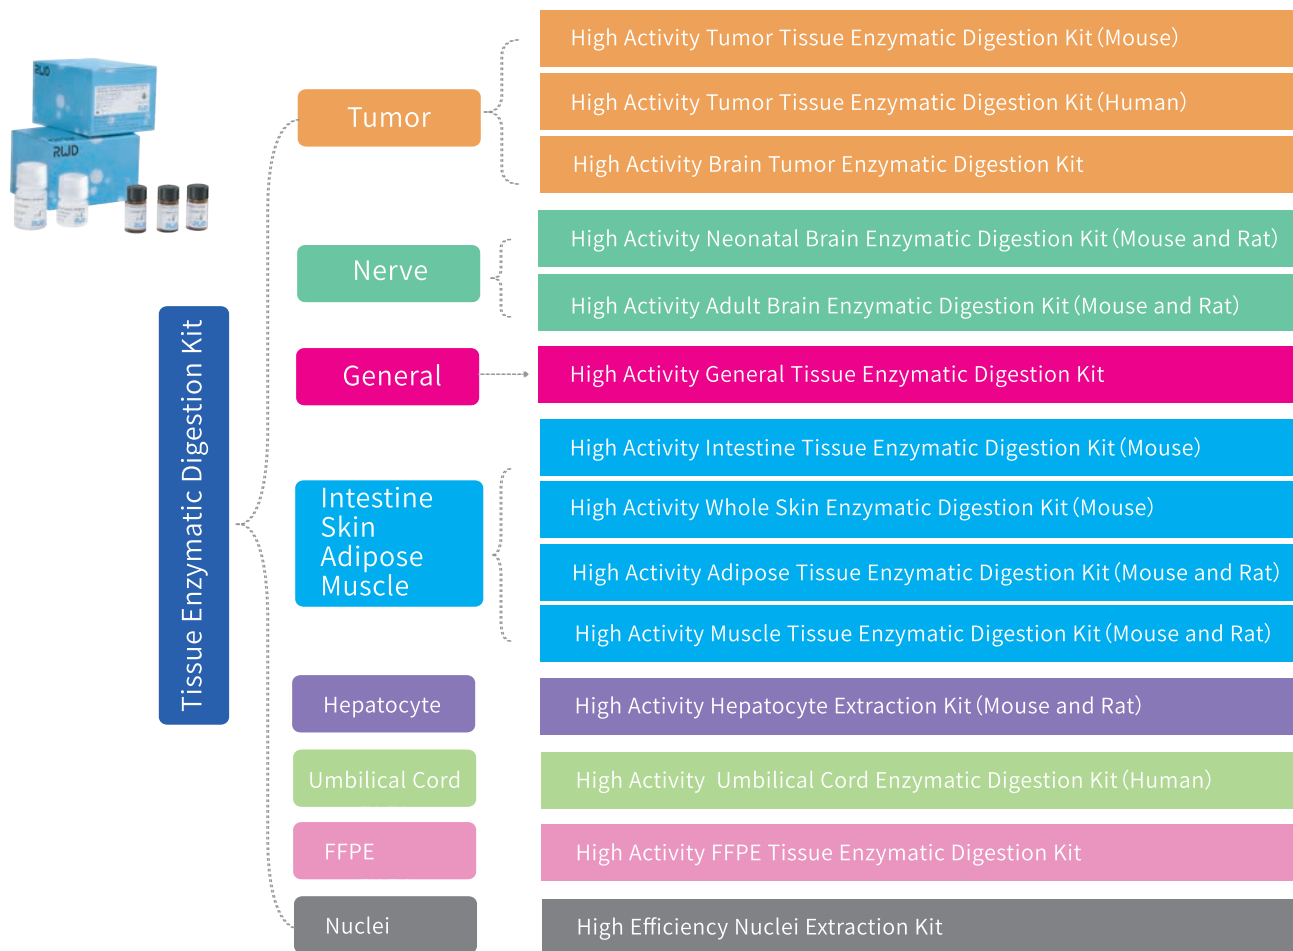 RWD
RWD
RWD
RWD
Tissue Enzymatic Digestion Kit
Tumor
High Activity Tumor Tissue Enzymatic Digestion Kit (Mouse)
High Activity Tumor Tissue Enzymatic Digestion Kit (Human)
High Activity Brain Tumor Enzymatic Digestion Kit
Nerve
High Activity Neonatal Brain Enzymatic Digestion Kit (Mouse and Rat)
High Activity Adult Brain Enzymatic Digestion Kit (Mouse and Rat)
General
High Activity General Tissue Enzymatic Digestion Kit
Intestine
Skin
Adipose
Muscle
High Activity Intestine Tissue Enzymatic Digestion Kit (Mouse)
High Activity Whole Skin Enzymatic Digestion Kit (Mouse)
High Activity Adipose Tissue Enzymatic Digestion Kit (Mouse and Rat)
High Activity Muscle Tissue Enzymatic Digestion Kit (Mouse and Rat)
Hepatocyte
High Activity Hepatocyte Extraction Kit (Mouse and Rat)
Umbilical Cord
High Activity Umbilical Cord Enzymatic Digestion Kit (Human)
FFPE
High Activity FFPE Tissue Enzymatic Digestion Kit
Nuclei
High Efficiency Nuclei Extraction Kit